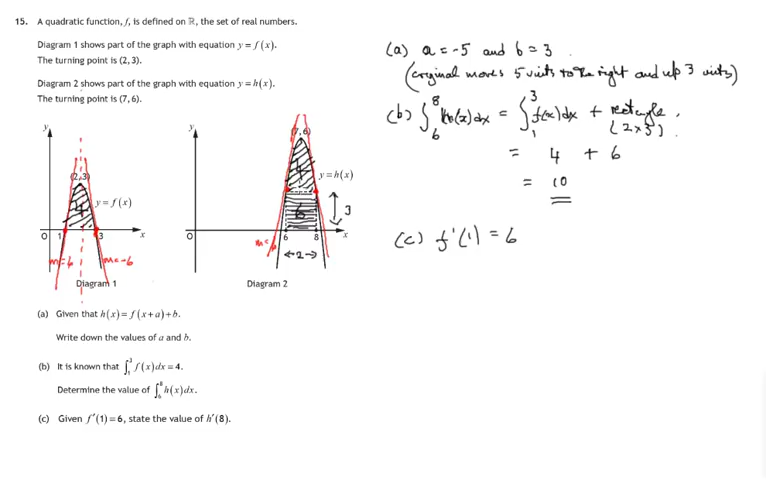 15. A quadratic function, f, is defined on ℝ, the set of real numbers.
Diagram 1 shows part of the graph with equation y = f(x).
The turning point is (2, 3).
Diagram 2 shows part of the graph with equation y = h(x).
The turning point is (7, 6).
y
(2,3)
4
y = f(x)
O 1 3 x
m=6 m=-6
Diagram 1
y
(7,6)
4
y = h(x)
6
3
O 6 8 x
m=6
2
Diagram 2
(a) Given that h(x) = f(x+a)+b.
Write down the values of a and b.
(b) It is known that ∫₁³ f(x)dx = 4.
Determine the value of ∫₆⁸ h(x)dx.
(c) Given f′(1) = 6, state the value of h′(8).
(a) a = -5 and b = 3.
(original moves 5 units to the right and up 3 units)
(b) ∫₆⁸ h(x)dx = ∫₁³ f(x)dx + rectangle.
(2×3).
= 4 + 6
= 10
(c) f'(1) = 6